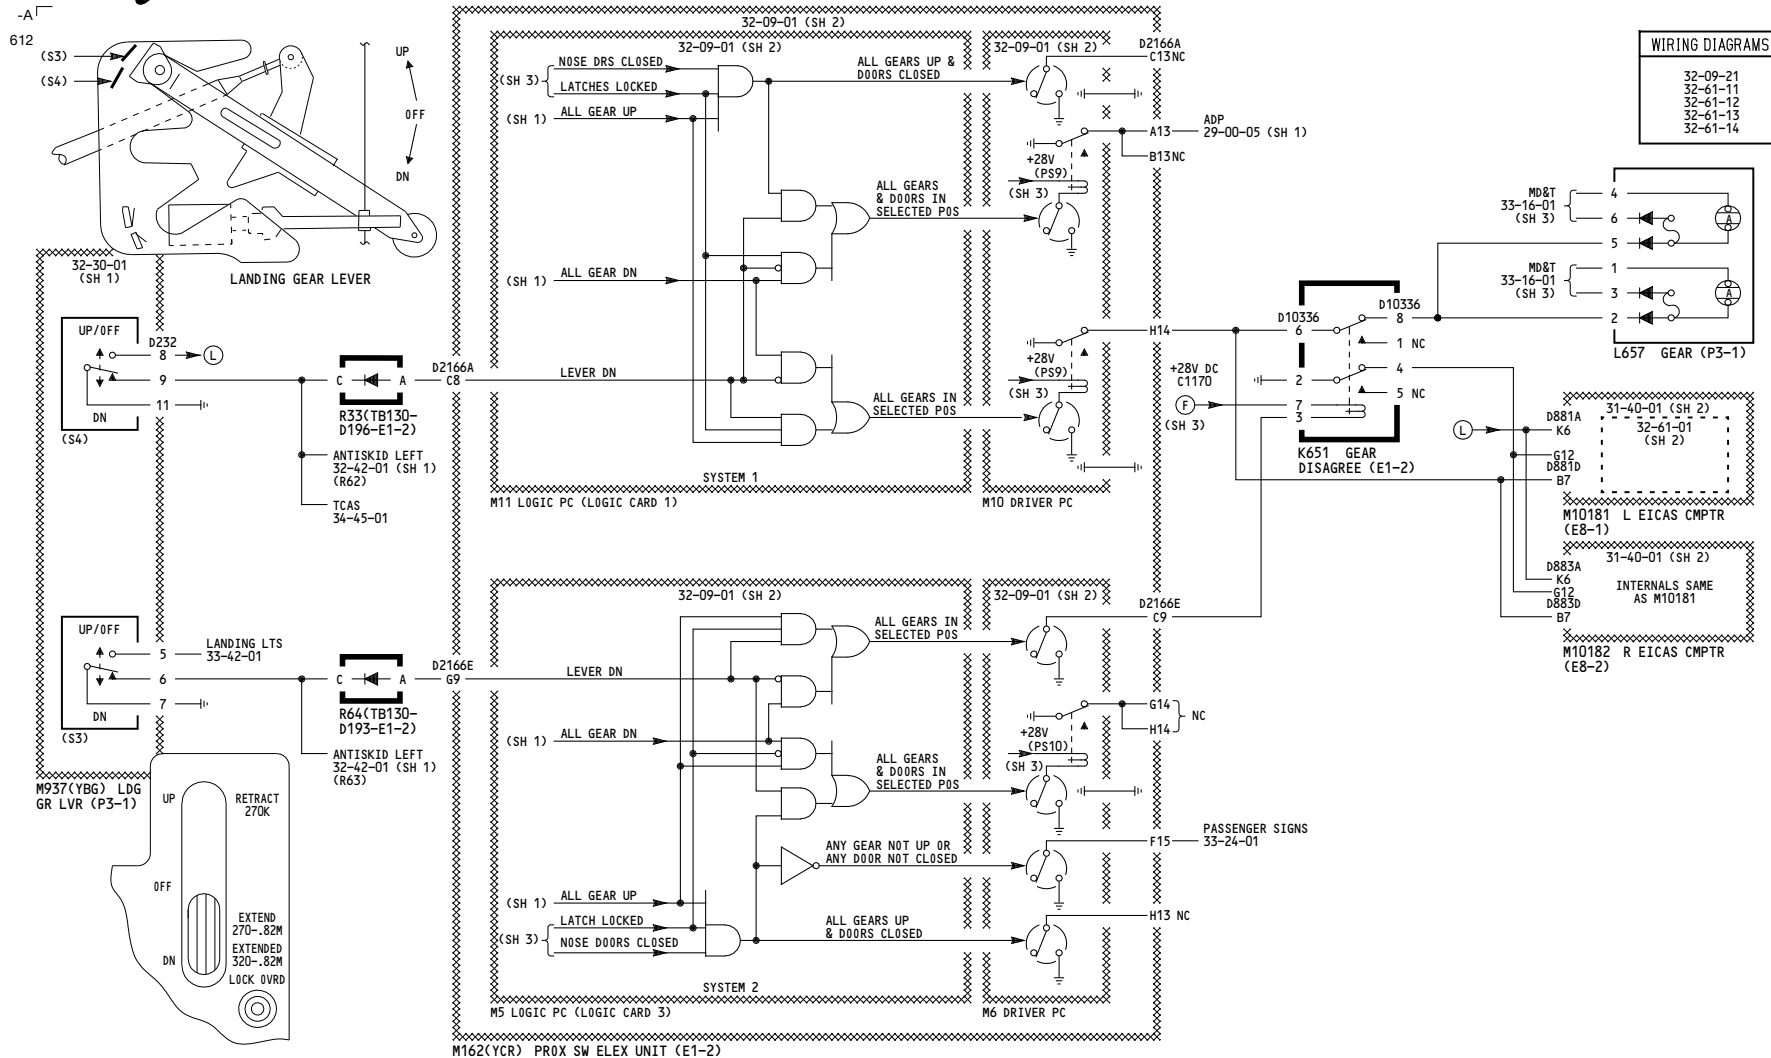 -A
612
(S3)
(S4)
UP
OFF
DN
LANDING GEAR LEVER
32-30-01
(SH 1)
UP/OFF
DN
(S4)
D232
8
L
9
11
C
A
R33(TB130-
D196-E1-2)
ANTISKID LEFT
32-42-01 (SH 1)
(R62)
TCAS
34-45-01
D2166A
C8
UP/OFF
DN
(S3)
5
LANDING LTS
33-42-01
6
7
C
A
R64(TB130-
D193-E1-2)
ANTISKID LEFT
32-42-01 (SH 1)
(R63)
D2166E
G9
M937(YBG) LDG
GR LVR (P3-1)
UP
RETRACT
270K
OFF
EXTEND
270-.82M
EXTENDED
320-.82M
DN
LOCK OVRD
32-09-01 (SH 2)
32-09-01 (SH 2)
NOSE DRS CLOSED
(SH 3)
LATCHES LOCKED
(SH 1)
ALL GEAR UP
ALL GEARS UP &
DOORS CLOSED
ALL GEARS
& DOORS IN
SELECTED POS
(SH 1)
ALL GEAR DN
LEVER DN
ALL GEARS IN
SELECTED POS
SYSTEM 1
M11 LOGIC PC (LOGIC CARD 1)
32-09-01 (SH 2)
+28V
(PS9)
(SH 3)
+28V
(PS9)
(SH 3)
M10 DRIVER PC
D2166A
C13NC
A13
ADP
29-00-05 (SH 1)
B13NC
H14
32-09-01 (SH 2)
ALL GEARS IN
SELECTED POS
LEVER DN
(SH 1)
ALL GEAR DN
ALL GEARS
& DOORS IN
SELECTED POS
ANY GEAR NOT UP OR
ANY DOOR NOT CLOSED
(SH 1)
ALL GEAR UP
LATCH LOCKED
(SH 3)
NOSE DOORS CLOSED
ALL GEARS UP
& DOORS CLOSED
SYSTEM 2
M5 LOGIC PC (LOGIC CARD 3)
32-09-01 (SH 2)
+28V
(PS10)
(SH 3)
M6 DRIVER PC
D2166E
C9
G14
NC
H14
F15
PASSENGER SIGNS
33-24-01
H13 NC
M162(YCR) PROX SW ELEX UNIT (E1-2)
D10336
6
D10336
8
1 NC
2
4
5 NC
+28V DC
C1170
F
(SH 3)
7
3
K651 GEAR
DISAGREE (E1-2)
WIRING DIAGRAMS
32-09-21
32-61-11
32-61-12
32-61-13
32-61-14
MD&T
33-16-01
(SH 3)
4
6
5
A
MD&T
33-16-01
(SH 3)
1
3
2
A
L657 GEAR (P3-1)
31-40-01 (SH 2)
D881A
L
K6
32-61-01
(SH 2)
G12
D881D
B7
M10181 L EICAS CMPTR
(E8-1)
31-40-01 (SH 2)
D883A
K6
G12
D883D
B7
INTERNALS SAME
AS M10181
M10182 R EICAS CMPTR
(E8-2)